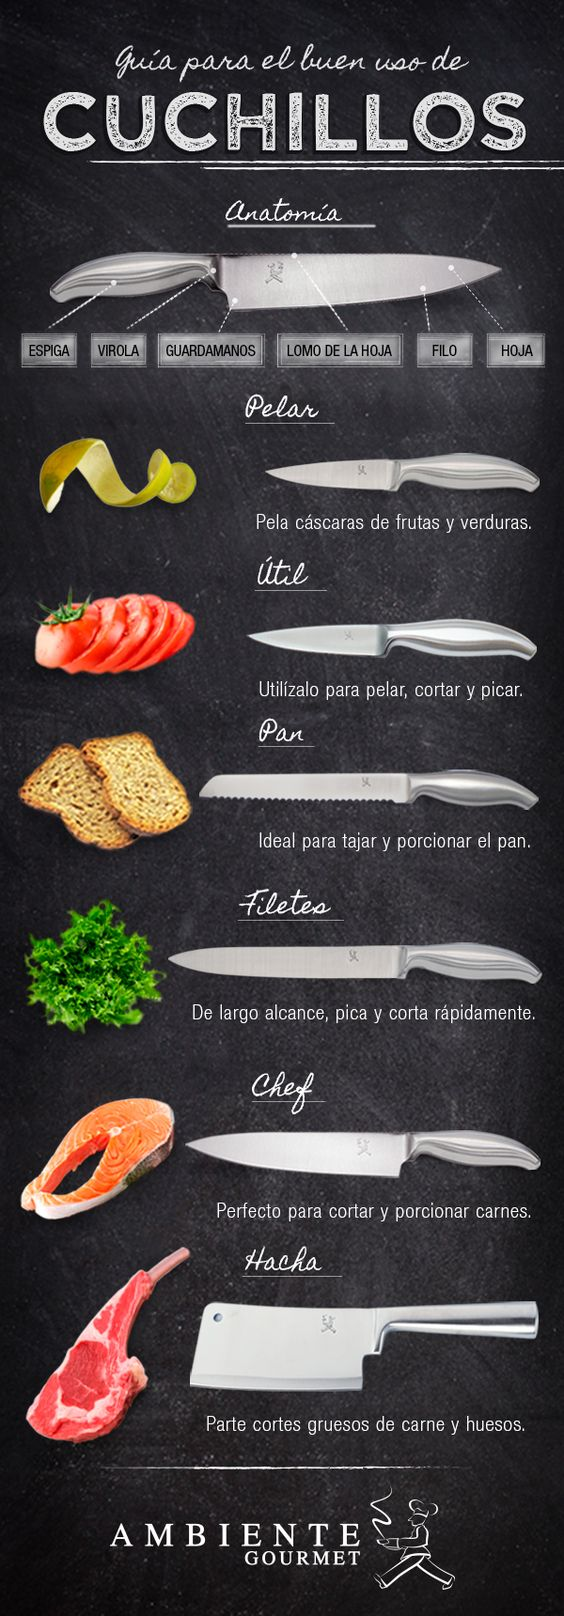 Guía para el buen uso de
CUCHILLOS
Anatomía
ESPIGA VIROLA GUARDAMANOS LOMO DE LA HOJA FILO HOJA
Pelar
Pela cáscaras de frutas y verduras.
Útil
Utilízalo para pelar, cortar y picar.
Pan
Ideal para tajar y porcionar el pan.
Filetes
De largo alcance, pica y corta rápidamente.
Chef
Perfecto para cortar y porcionar carnes.
Hacha
Parte cortes gruesos de carne y huesos.
AMBIENTE
GOURMET